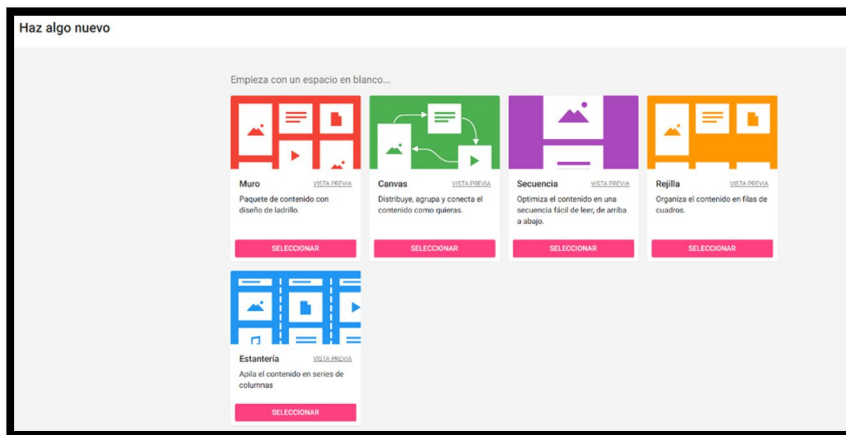 Haz algo nuevo
Empieza con un espacio en blanco...
Muro VISTA PREVIA
Paquete de contenido con
diseño de ladrillo.
SELECCIONAR
Canvas VISTA PREVIA
Distribuye, agrupa y conecta el
contenido como quieras.
SELECCIONAR
Secuencia VISTA PREVIA
Optimiza el contenido en una
secuencia fácil de leer, de arriba
a abajo.
SELECCIONAR
Rejilla VISTA PREVIA
Organiza el contenido en filas de
cuadros.
SELECCIONAR
Estantería VISTA PREVIA
Apila el contenido en series de
columnas
SELECCIONAR